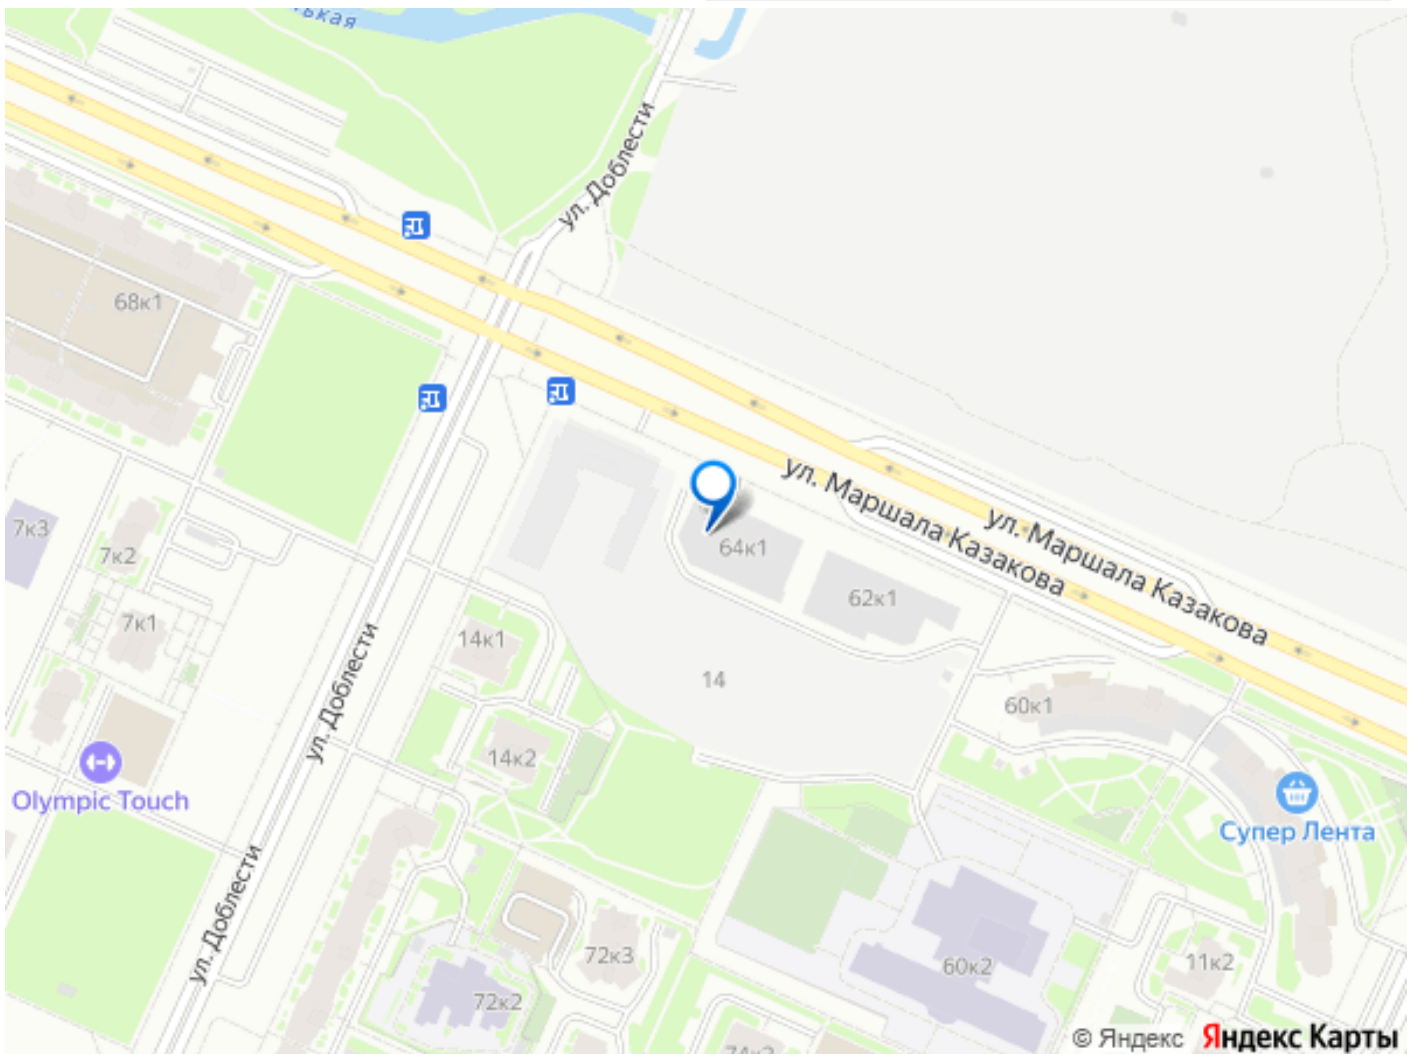 ул. Доблести
68к1
ул. Маршала Казакова
ул. Маршала Казакова
7к3
7к2
64к1
62к1
7к1
14к1
14
ул. Доблести
60к1
14к2
Olympic Touch
Супер Лента
ул. Доблести
72к3
60к2
11к2
72к2
© Яндекс Яндекс Карты